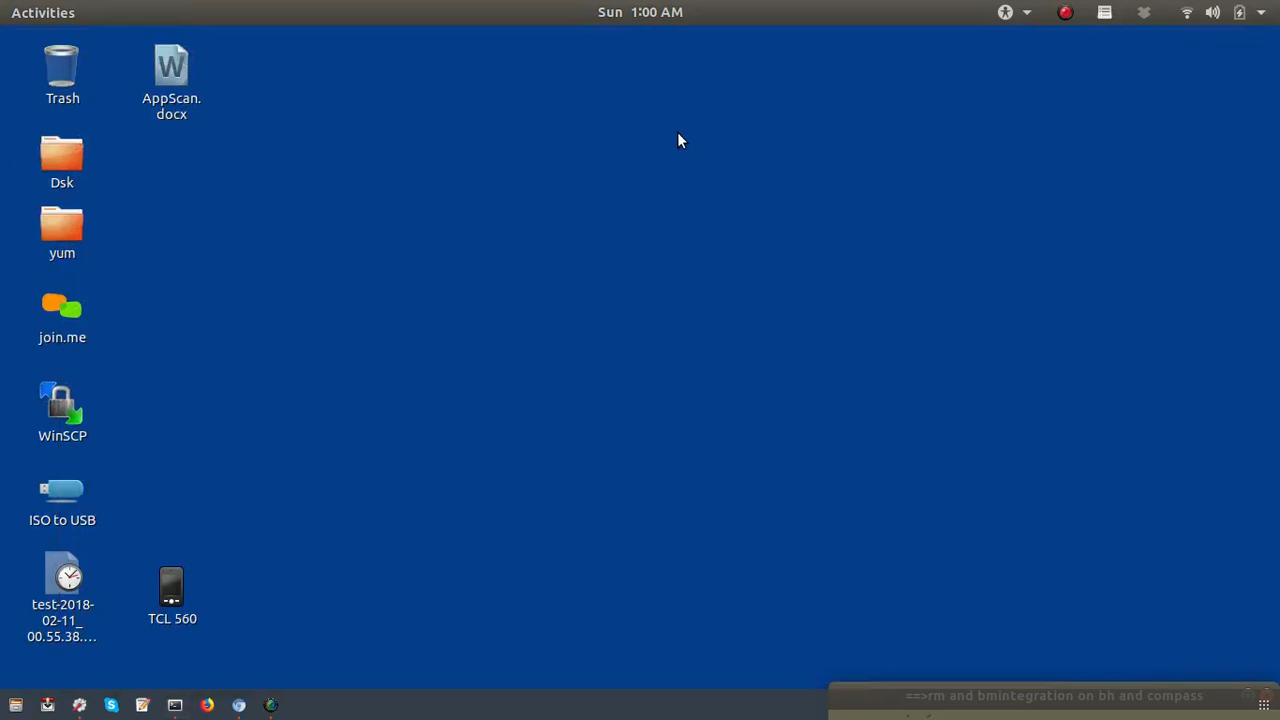 Activities
Sun 1:00 AM
Trash
AppScan.
docx
Dsk
yum
join.me
WinSCP
ISO to USB
test-2018-
02-11_
00.55.38....
TCL 560
==>rm and bmintegration on bh and compass